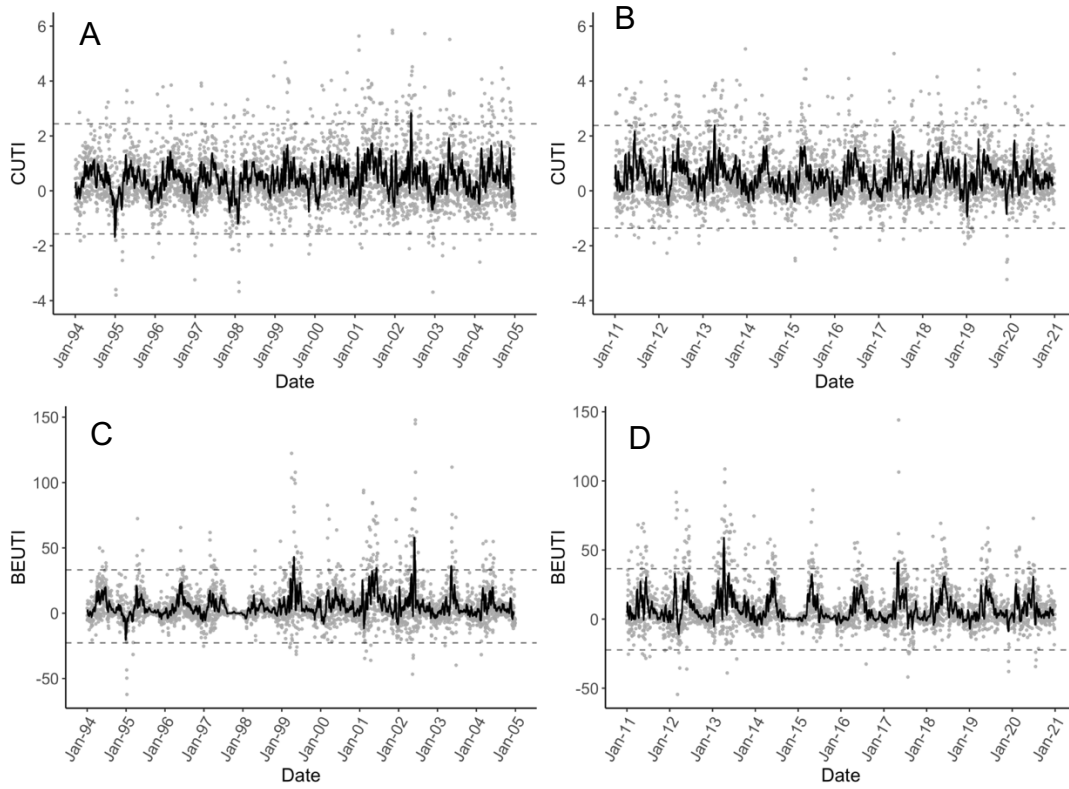 A
6
4
2
0
-2
-4
CUTI
Jan-94
Jan-95
Jan-96
Jan-97
Jan-98
Jan-99
Jan-00
Jan-01
Jan-02
Jan-03
Jan-04
Jan-05
Date
B
6
4
2
0
-2
-4
CUTI
Jan-11
Jan-12
Jan-13
Jan-14
Jan-15
Jan-16
Jan-17
Jan-18
Jan-19
Jan-20
Jan-21
Date
C
150
100
50
0
-50
BEUTI
Jan-94
Jan-95
Jan-96
Jan-97
Jan-98
Jan-99
Jan-00
Jan-01
Jan-02
Jan-03
Jan-04
Jan-05
Date
D
150
100
50
0
-50
BEUTI
Jan-11
Jan-12
Jan-13
Jan-14
Jan-15
Jan-16
Jan-17
Jan-18
Jan-19
Jan-20
Jan-21
Date